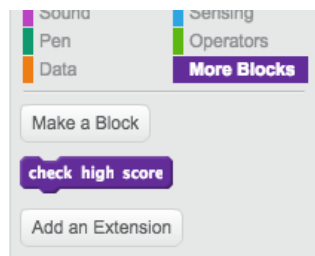 Sound Sensing
Pen Operators
Data More Blocks
Make a Block
check high score
Add an Extension